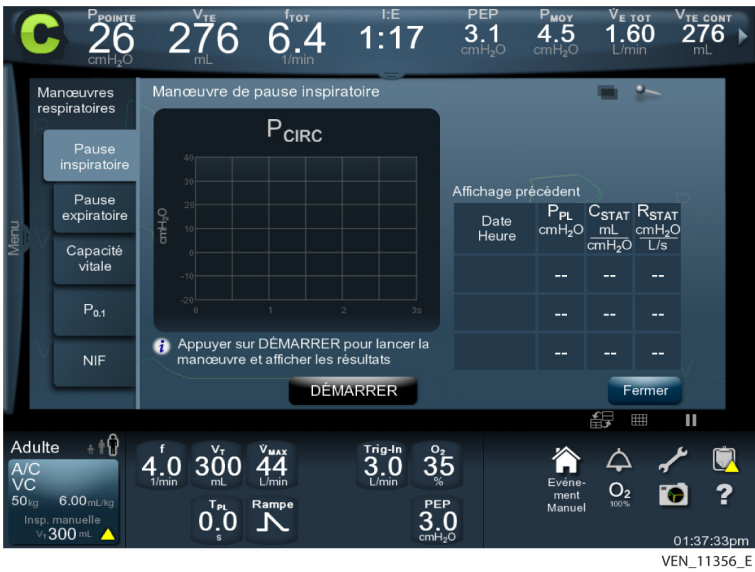 C
PPOINTE
26
cmH2O
VTE
276
mL
fTOT
6.4
1/min
I:E
1:17
PEP
3.1
cmH2O
PMOY
4.5
cmH2O
V̇E TOT
1.60
L/min
VTE CONT
276
mL
Menu
Manœuvres
respiratoires
Pause
inspiratoire
Pause
expiratoire
Capacité
vitale
P0.1
NIF
Manœuvre de pause inspiratoire
PCIRC
cmH2O
40
30
20
10
0
-10
-20
0 1 2 3s
Appuyer sur DÉMARRER pour lancer la
manœuvre et afficher les résultats
DÉMARRER
Affichage précédent
Date
Heure
PPL
cmH2O
CSTAT
mL
cmH2O
RSTAT
cmH2O
L/s
-- -- --
-- -- --
-- -- --
Fermer
Adulte
A/C
VC
50 kg 6.00 mL/kg
Insp. manuelle
VT 300 mL
f
4.0
1/min
VT
300
mL
V̇MAX
44
L/min
Trig-In
3.0
L/min
O2
35
%
TPL
0.0
s
Rampe
PEP
3.0
cmH2O
Evéne-
ment
Manuel
O2
100%
?
01:37:33pm
VEN_11356_E